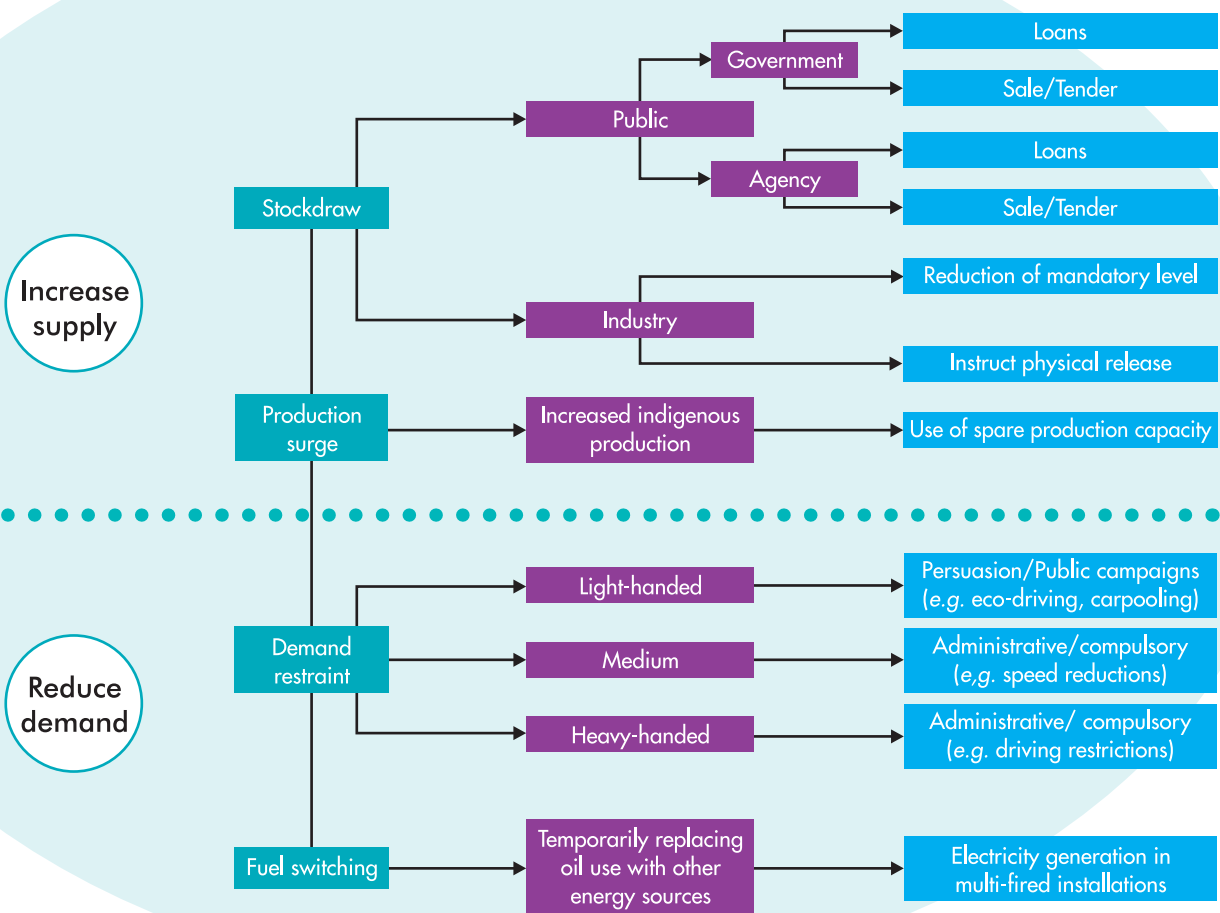 Loans
Government
Sale/Tender
Public
Loans
Agency
Sale/Tender
Stockdraw
Increase
supply
Reduction of mandatory level
Industry
Instruct physical release
Production
surge
Increased indigenous
production
Use of spare production capacity
Light-handed
Persuasion/Public campaigns
(e.g. eco-driving, carpooling)
Reduce
demand
Demand
restraint
Medium
Administrative/compulsory
(e,g. speed reductions)
Heavy-handed
Administrative/ compulsory
(e.g. driving restrictions)
Fuel switching
Temporarily replacing
oil use with other
energy sources
Electricity generation in
multi-fired installations